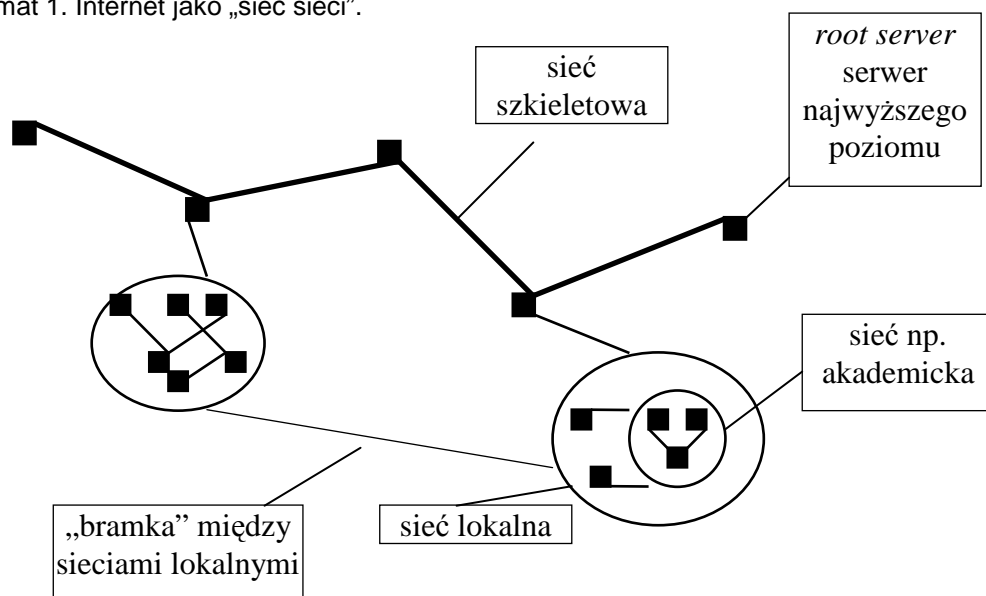 mat 1. Internet jako „sieć sieci”.
root server
serwer
najwyższego
poziomu
sieć
szkieletowa
sieć np.
akademicka
„bramka” między
sieciami lokalnymi
sieć lokalna